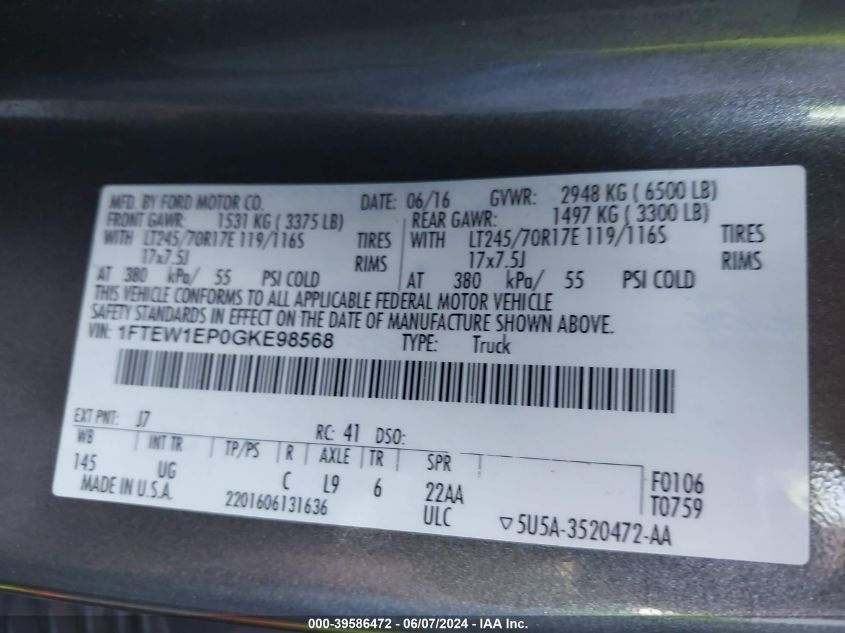 MFD. BY FORD MOTOR CO. DATE: 06/16 GVWR: 2948 KG ( 6500 LB)
FRONT GAWR: 1531 KG ( 3375 LB) REAR GAWR: 1497 KG ( 3300 LB)
WITH LT245/70R17E 119/116S TIRES WITH LT245/70R17E 119/116S TIRES
17x7.5J RIMS 17x7.5J RIMS
AT 380 kPa/ 55 PSI COLD AT 380 kPa/ 55 PSI COLD
THIS VEHICLE CONFORMS TO ALL APPLICABLE FEDERAL MOTOR VEHICLE
SAFETY STANDARDS IN EFFECT ON THE DATE OF MANUFACTURE SHOWN ABOVE.
VIN: 1FTEW1EP0GKE98568 TYPE: Truck
EXT PNT: J7 RC: 41 DSO:
WB INT TR TP/PS R AXLE TR SPR
145 UG C L9 6 22AA F0106
MADE IN U.S.A. 2201606131636 ULC T0759
▽5U5A-3520472-AA
000-39586472 - 06/07/2024 - IAA Inc.